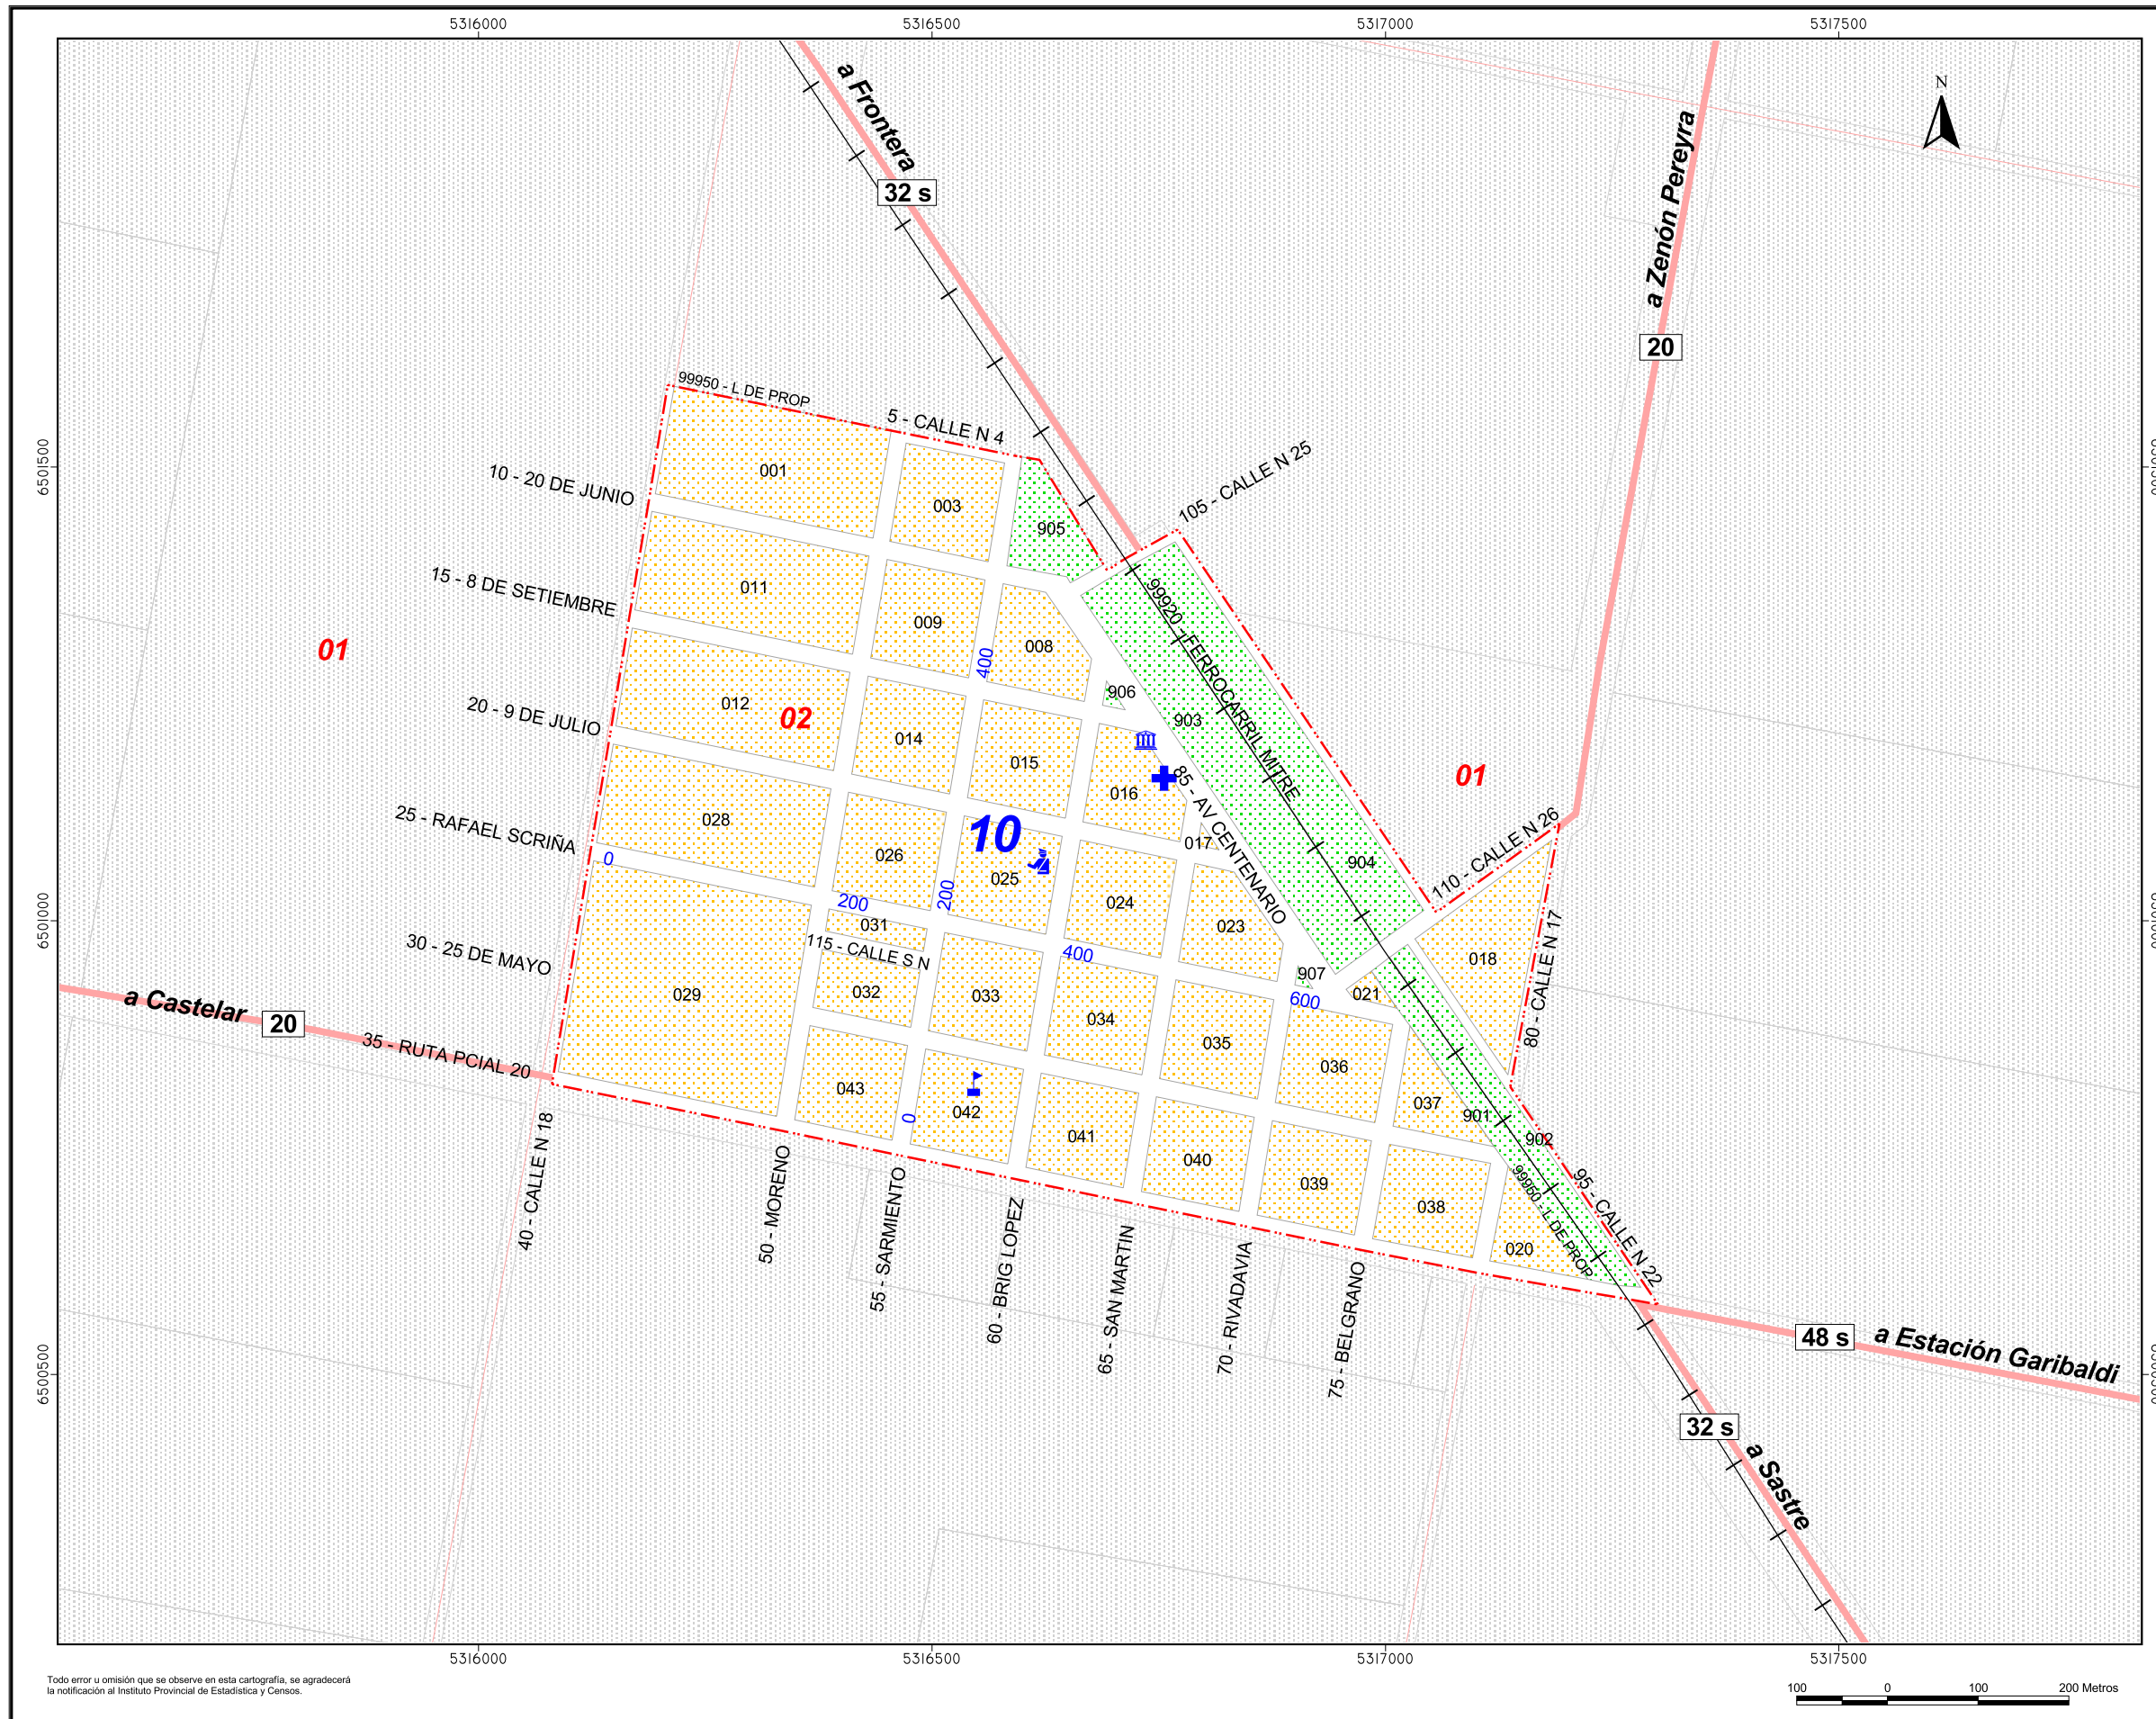 5316000
5316500
5317000
5317500
N
a Frontera
32 s
a Zenón Pereyra
20
6501500
6501000
6500500
99950 - L DE PROP
5 - CALLE N 4
105 - CALLE N 25
10 - 20 DE JUNIO
001
003
905
15 - 8 DE SETIEMBRE
011
009
008
400
99920 - FERROCARRIL MITRE
01
20 - 9 DE JULIO
012
02
014
015
906
903
016
85 - AV CENTENARIO
01
25 - RAFAEL SCRIÑA
0
028
026
10
025
017
024
023
904
110 - CALLE N 26
200
200
031
115 - CALLE S N
400
30 - 25 DE MAYO
029
032
033
034
035
907
600
021
018
80 - CALLE N 17
a Castelar
20
35 - RUTA PCIAL 20
043
0
042
041
040
036
037
901
902
039
038
020
99950 - L DE PROP
95 - CALLE N 22
40 - CALLE N 18
50 - MORENO
55 - SARMIENTO
60 - BRIG LOPEZ
65 - SAN MARTIN
70 - RIVADAVIA
75 - BELGRANO
48 s
a Estación Garibaldi
32 s
a Sastre
5316000
5316500
5317000
5317500
Todo error u omisión que se observe en esta cartografía, se agradecerá
la notificación al Instituto Provincial de Estadística y Censos.
100 0 100 200 Metros